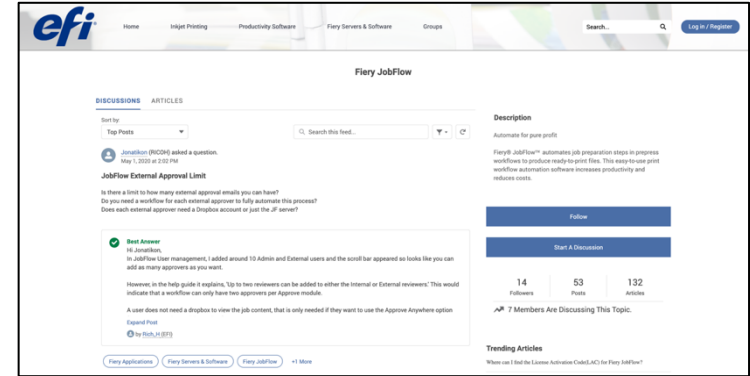 efi
Home Inkjet Printing Productivity Software Fiery Servers & Software Groups Search... Log in / Register
Fiery JobFlow
DISCUSSIONS ARTICLES
Sort by:
Top Posts
Search this feed...
Jonatikon (RICOH) asked a question.
May 1, 2020 at 2:02 PM
JobFlow External Approval Limit
Is there a limit to how many external approval emails you can have?
Do you need a workflow for each external approver to fully automate this process?
Does each external approver need a Dropbox account or just the JF server?
Best Answer
Hi Jonatikon,
In JobFlow User management, I added around 10 Admin and External users and the scroll bar appeared so looks like you can
add as many approvers as you want.
However, in the help guide it explains, 'Up to two reviewers can be added to either the Internal or External reviewers.' This would
indicate that a workflow can only have two approvers per Approve module.
A user does not need a dropbox to view the job content, that is only needed if they want to use the Approve Anywhere option
Expand Post
by Rich_H (EFI)
Fiery Applications Fiery Servers & Software Fiery JobFlow +1 More
Description
Automate for pure profit
Fiery® JobFlow™ automates job preparation steps in prepress
workflows to produce ready-to-print files. This easy-to-use print
workflow automation software increases productivity and
reduces costs.
Follow
Start A Discussion
14 53 132
Followers Posts Articles
7 Members Are Discussing This Topic.
Trending Articles
Where can I find the License Activation Code(LAC) for Fiery JobFlow?